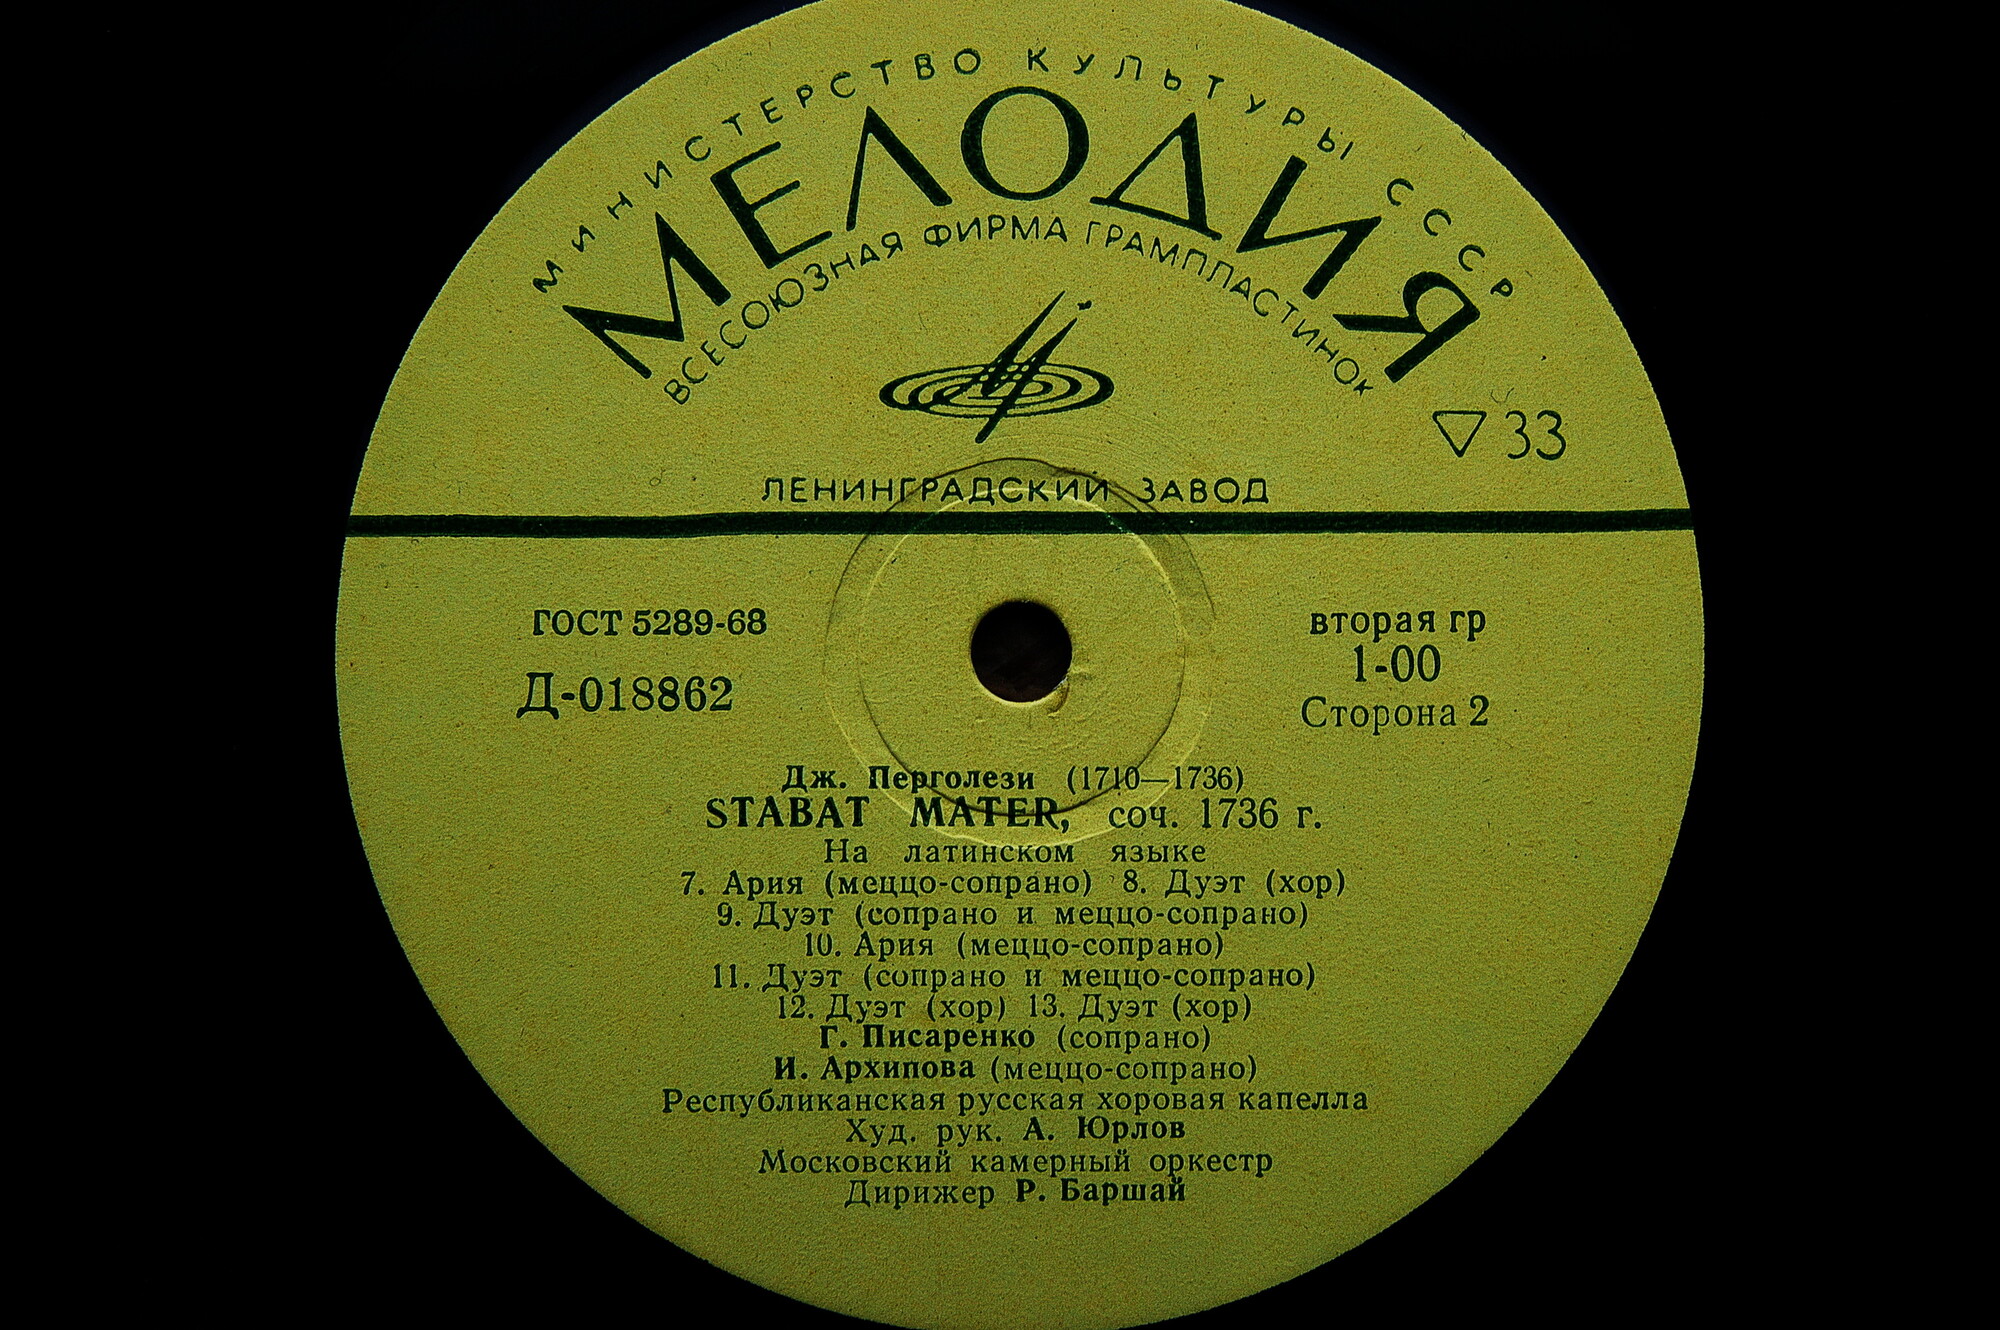 МИНИСТЕРСТВО КУЛЬТУРЫ СССР
МЕЛОДИЯ
ВСЕСОЮЗНАЯ ФИРМА ГРАМПЛАСТИНОК
33
ЛЕНИНГРАДСКИЙ ЗАВОД
ГОСТ 5289-68
Д-018862
вторая гр
1-00
Сторона 2
Дж. Перголези (1710—1736)
STABAT MATER, соч. 1736 г.
На латинском языке
7. Ария (меццо-сопрано) 8. Дуэт (хор)
9. Дуэт (сопрано и меццо-сопрано)
10. Ария (меццо-сопрано)
11. Дуэт (сопрано и меццо-сопрано)
12. Дуэт (хор) 13. Дуэт (хор)
Г. Писаренко (сопрано)
И. Архипова (меццо-сопрано)
Республиканская русская хоровая капелла
Худ. рук. А. Юрлов
Московский камерный оркестр
Дирижер Р. Баршай